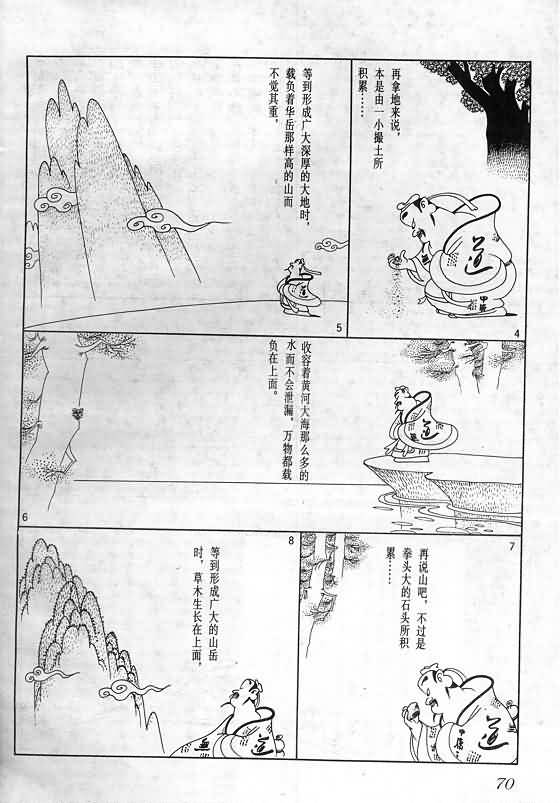 再拿地来说，
本是由一小撮土所
积累……
道
4
等到形成广大深厚的大地时，
载负着华岳那样高的山而
不觉其重，
道
5
收容着黄河大海那么多的
水而不会泄漏，万物都载
负在上面。
道
6
再说山吧，不过是
拳头大的石头所积
累……
道
7
等到形成广大的山岳
时，草木生长在上面，
無
道
8
70